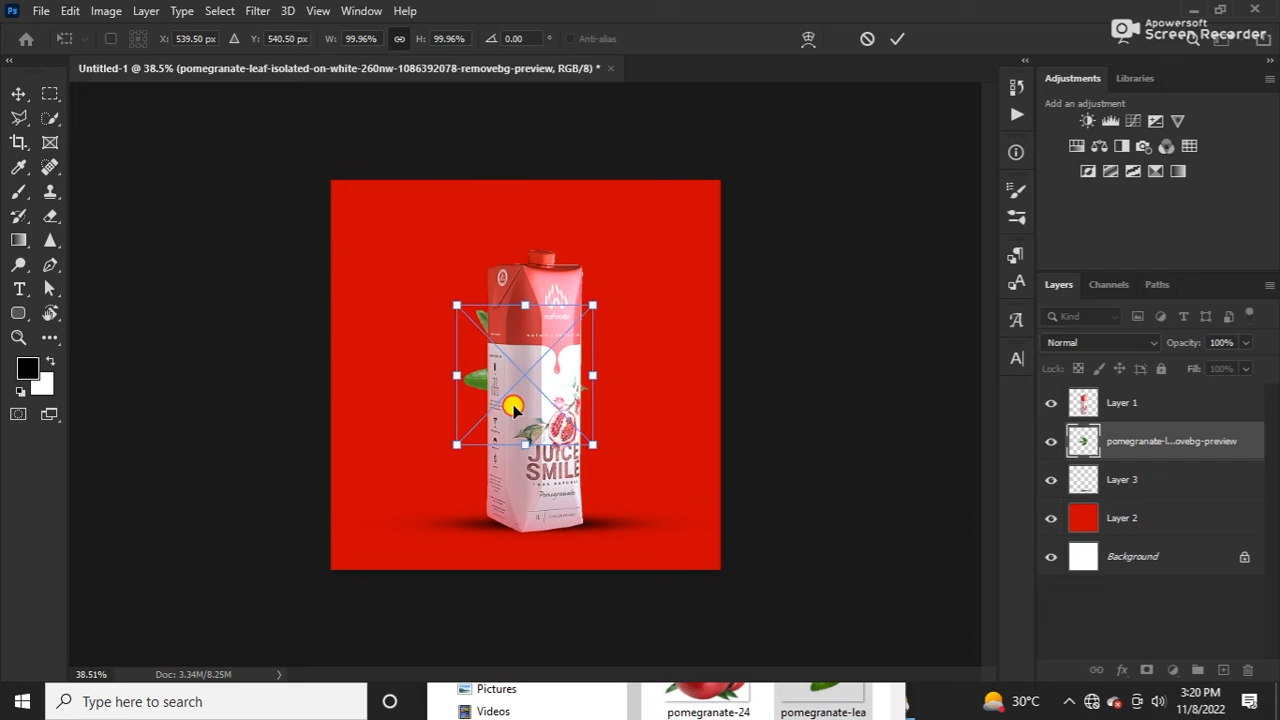 Ps File Edit Image Layer Type Select Filter 3D View Window Help
Apowersoft
Screen Recorder
X: 539.50 px Y: 540.50 px W: 99.96% H: 99.96% 0.00 ° Anti-alias
Untitled-1 @ 38.5% (pomegranate-leaf-isolated-on-white-260nw-1086392078-removebg-preview, RGB/8) * ×
Adjustments Libraries
Add an adjustment
Layers Channels Paths
Kind
Normal Opacity: 100%
Lock: Fill: 100%
Layer 1
pomegranate-l...ovebg-preview
Layer 3
Layer 2
Background
nafoods
JUICE
SMILE
Pomegranate
38.51% Doc: 3.34M/8.25M
Pictures
Videos
pomegranate-24
pomegranate-lea
Type here to search
30°C
3:20 PM
11/8/2022